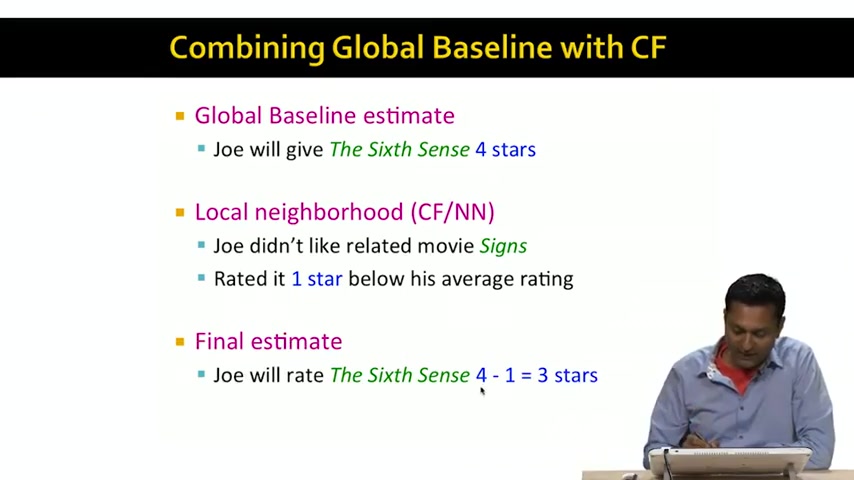 Combining Global Baseline with CF
Global Baseline estimate
Joe will give The Sixth Sense 4 stars
Local neighborhood (CF/NN)
Joe didn't like related movie Signs
Rated it 1 star below his average rating
Final estimate
Joe will rate The Sixth Sense 4 - 1 = 3 stars